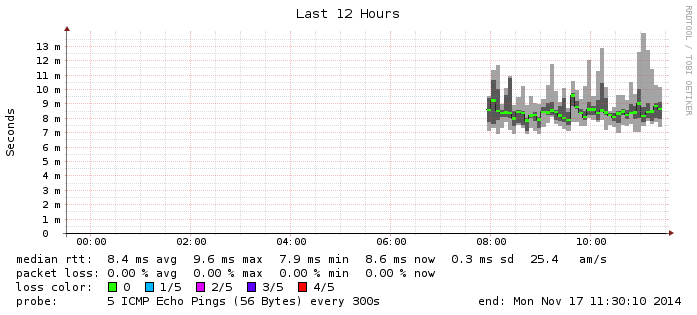 Last 12 Hours
RRDTOOL / TOBI OETIKER
Seconds
13 m
12 m
11 m
10 m
9 m
8 m
7 m
6 m
5 m
4 m
3 m
2 m
1 m
0
00:00 02:00 04:00 06:00 08:00 10:00
median rtt: 8.4 ms avg 9.6 ms max 7.9 ms min 8.6 ms now 0.3 ms sd 25.4 am/s
packet loss: 0.00 % avg 0.00 % max 0.00 % min 0.00 % now
loss color: 0 1/5 2/5 3/5 4/5
probe: 5 ICMP Echo Pings (56 Bytes) every 300s end: Mon Nov 17 11:30:10 2014